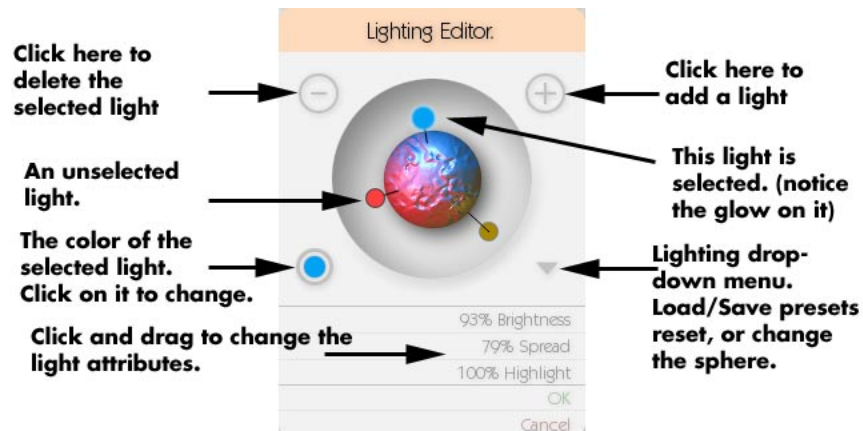 Lighting Editor.
Click here to
delete the
selected light
Click here to
add a light
An unselected
light.
This light is
selected. (notice
the glow on it)
The color of the
selected light.
Click on it to change.
Lighting drop-
down menu.
Load/Save presets
reset, or change
the sphere.
Click and drag to change the
light attributes.
93% Brightness
79% Spread
100% Highlight
OK
Cancel